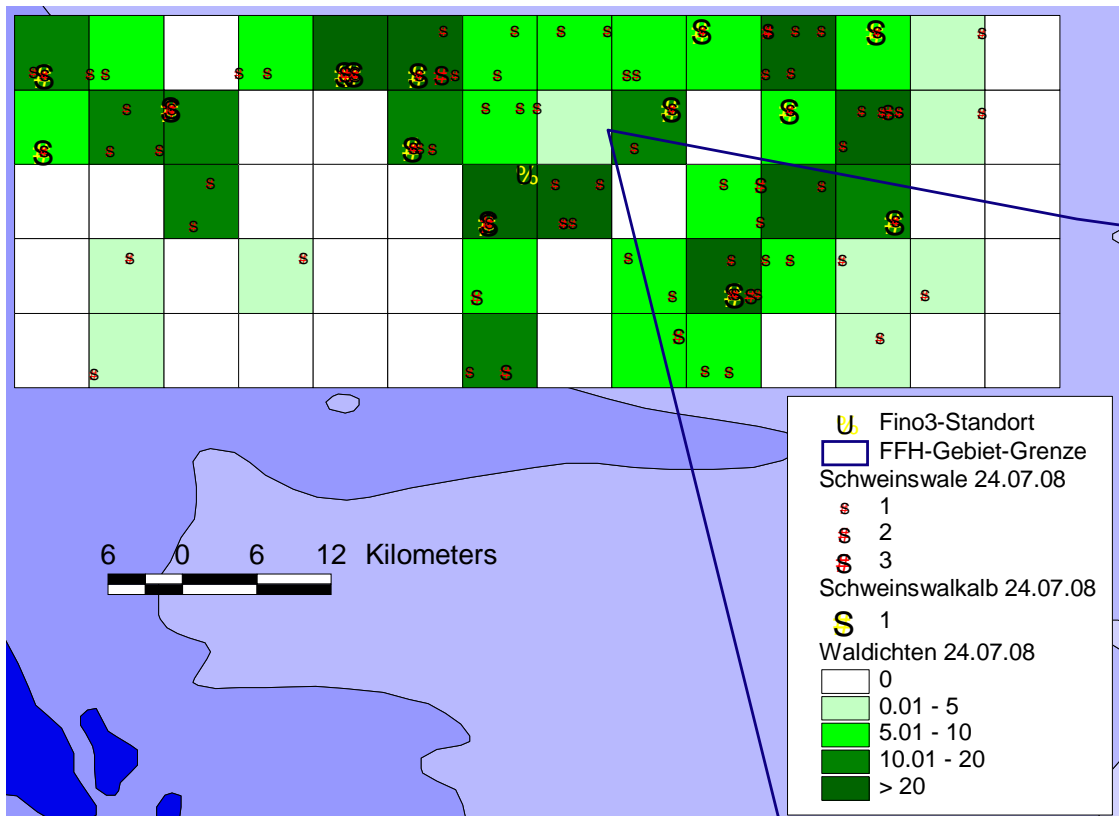 6 0 6 12 Kilometers
Fino3-Standort
FFH-Gebiet-Grenze
Schweinswale 24.07.08
1
2
3
Schweinswalkalb 24.07.08
1
Waldichten 24.07.08
0
0.01 - 5
5.01 - 10
10.01 - 20
> 20